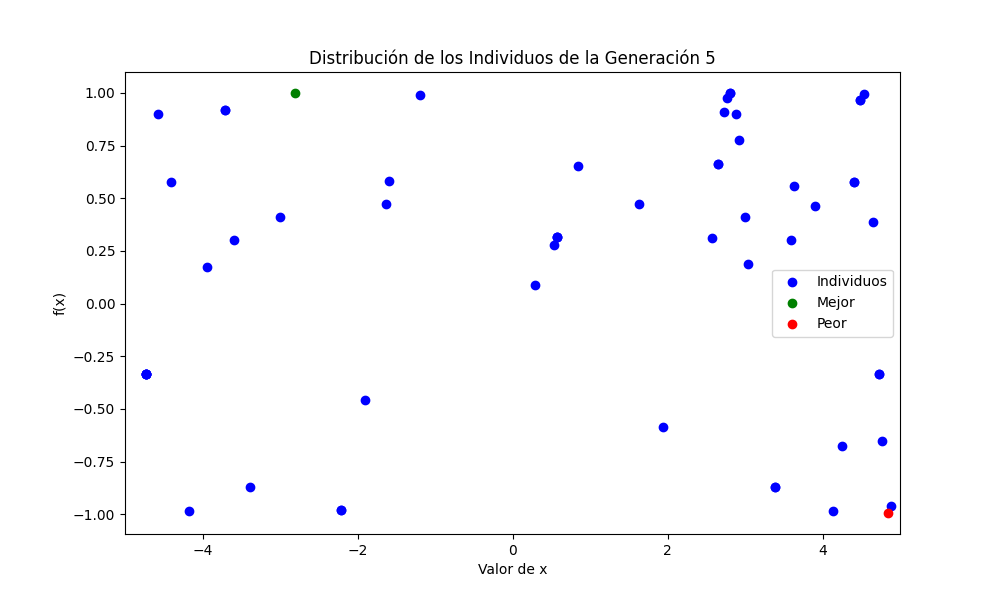 Distribución de los Individuos de la Generación 5
1.00
0.75
0.50
0.25
0.00
−0.25
−0.50
−0.75
−1.00
f(x)
Individuos
Mejor
Peor
−4
−2
0
2
4
Valor de x